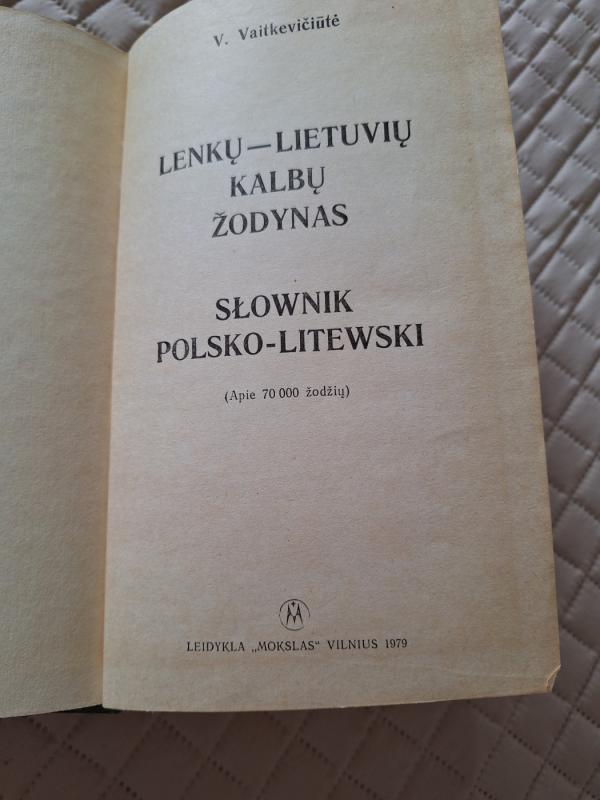 V. Vaitkevičiūtė
LENKŲ—LIETUVIŲ
KALBŲ
ŽODYNAS
SŁOWNIK
POLSKO-LITEWSKI
(Apie 70 000 žodžių)
LEIDYKLA „MOKSLAS“ VILNIUS 1979